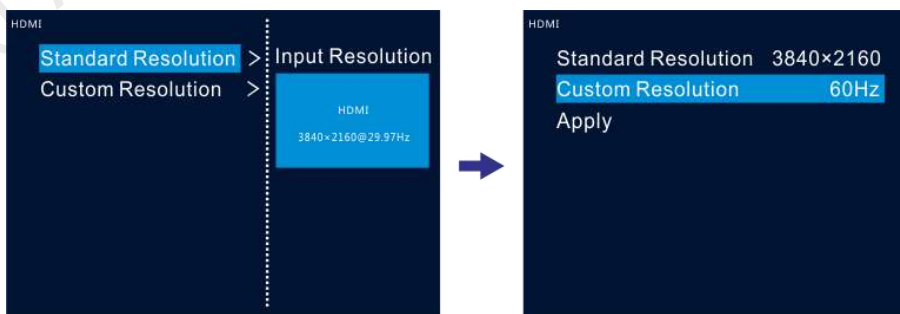 HDMI
Standard Resolution >
Custom Resolution >
Input Resolution
HDMI
3840×2160@29.97Hz
HDMI
Standard Resolution 3840×2160
Custom Resolution 60Hz
Apply